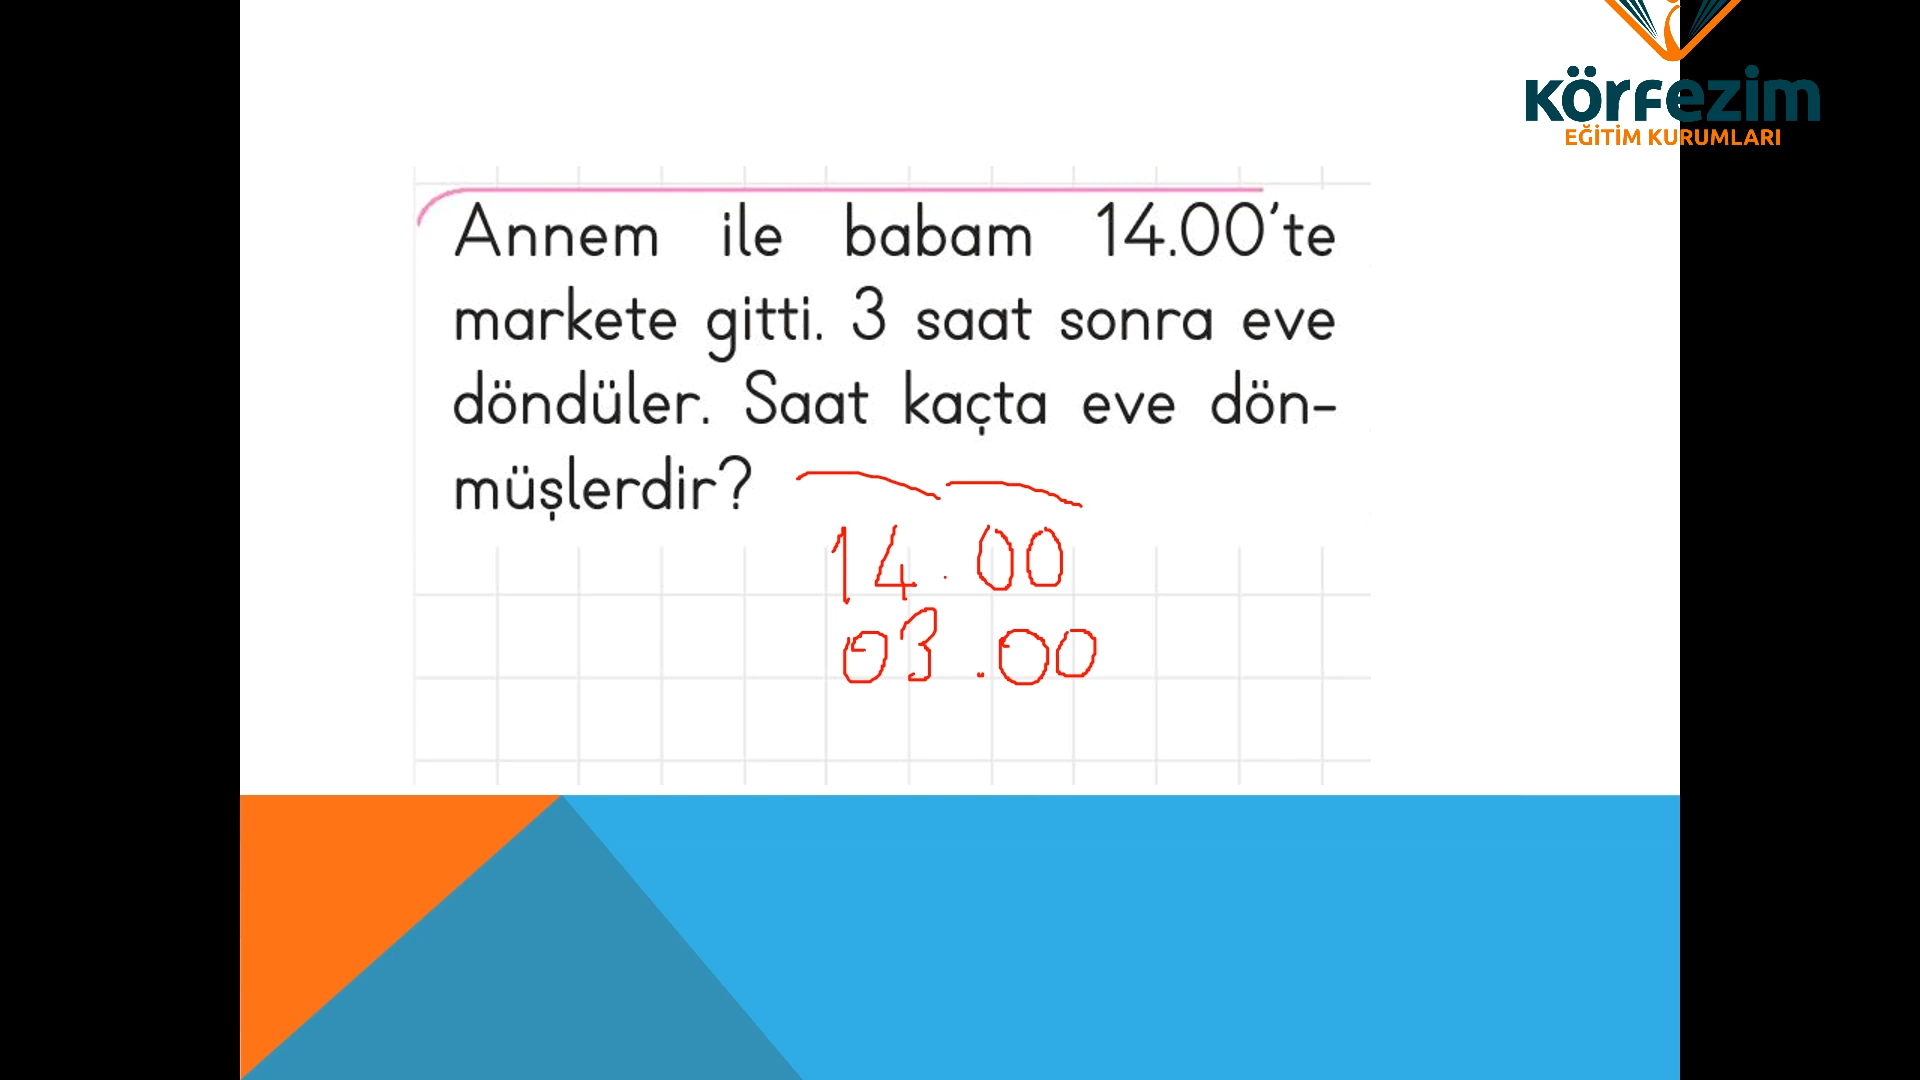 Körfezim
EĞİTİM KURUMLARI
Annem ile babam 14.00'te
markete gitti. 3 saat sonra eve
döndüler. Saat kaçta eve dön-
müşlerdir?
14.00
03.00